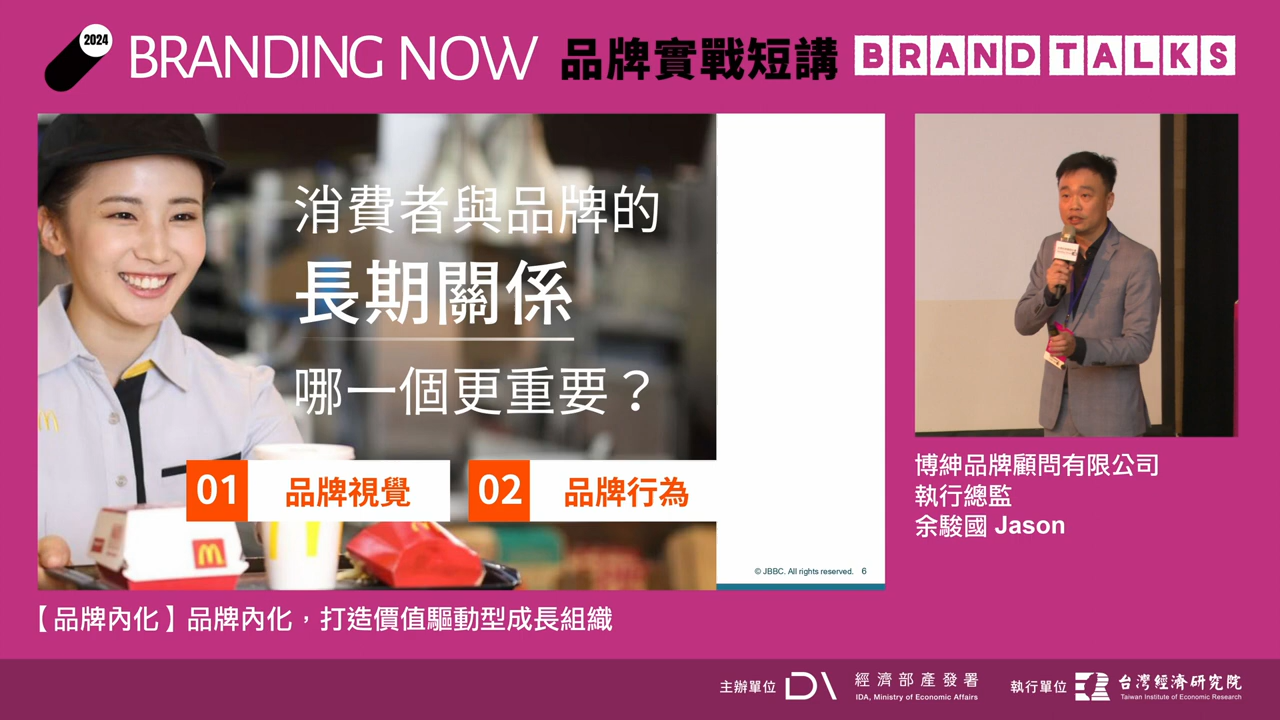 2024
BRANDING NOW 品牌實戰短講 BRAND TALKS
消費者與品牌的
長期關係
哪一個更重要？
01 品牌視覺 02 品牌行為
© JBBC. All rights reserved. 6
博紳品牌顧問有限公司
執行總監
余駿國 Jason
【品牌內化】品牌內化，打造價值驅動型成長組織
主辦單位 IDA 經濟部產發署
IDA, Ministry of Economic Affairs
執行單位 台灣經濟研究院
Taiwan Institute of Economic Research